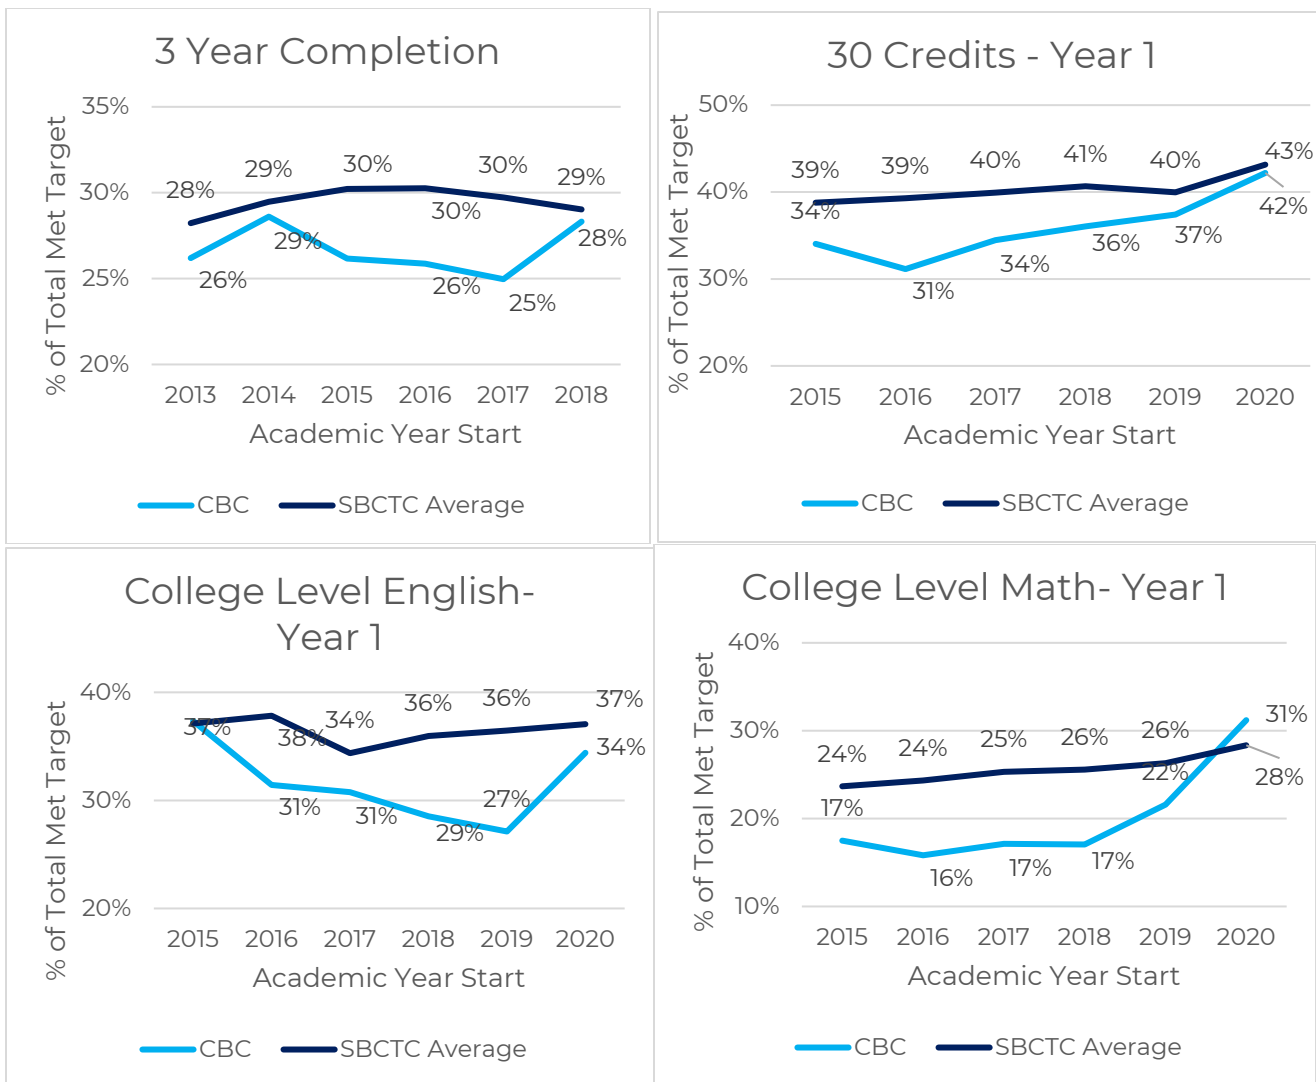 3 Year Completion
35%
30%
25%
20%
% of Total Met Target
28%
29%
30%
30%
30%
29%
26%
29%
26%
25%
28%
2013 2014 2015 2016 2017 2018
Academic Year Start
CBC SBCTC Average
30 Credits - Year 1
50%
40%
30%
20%
% of Total Met Target
39%
39%
40%
41%
40%
43%
34%
31%
34%
36%
37%
42%
2015 2016 2017 2018 2019 2020
Academic Year Start
CBC SBCTC Average
College Level English-
Year 1
40%
30%
20%
% of Total Met Target
37%
38%
34%
36%
36%
37%
31%
31%
29%
27%
34%
2015 2016 2017 2018 2019 2020
Academic Year Start
CBC SBCTC Average
College Level Math- Year 1
40%
30%
20%
10%
% of Total Met Target
24%
24%
25%
26%
26%
28%
17%
16%
17%
17%
22%
31%
2015 2016 2017 2018 2019 2020
Academic Year Start
CBC SBCTC Average